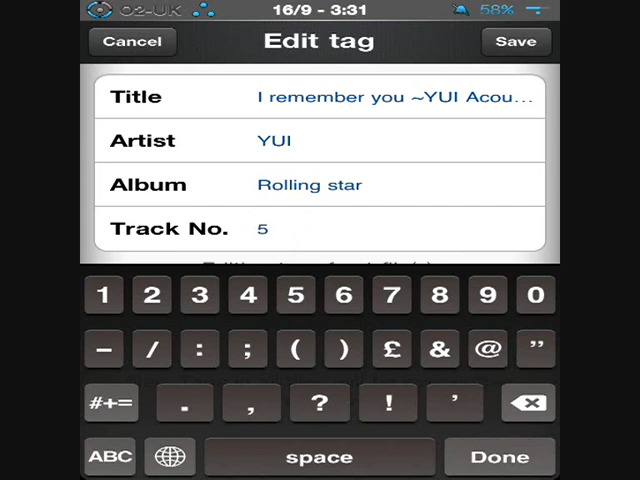 O2-UK 16/9 - 3:31 58%
Cancel Edit tag Save
Title I remember you ~YUI Acou...
Artist YUI
Album Rolling star
Track No. 5
1 2 3 4 5 6 7 8 9 0
- / : ; ( ) £ & @ "
#+= . , ? ! '
ABC space Done